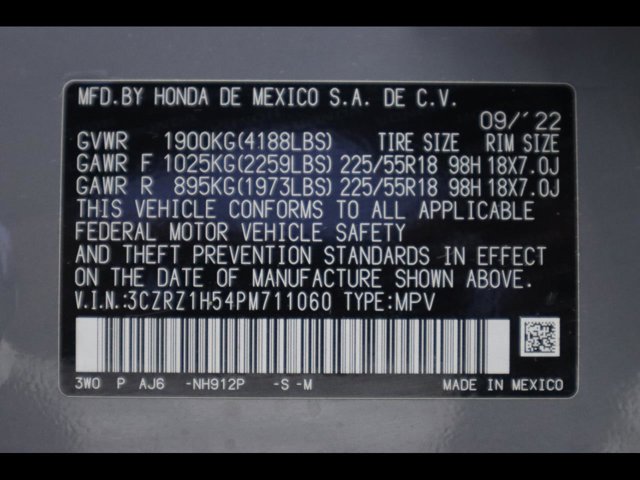 MFD.BY HONDA DE MEXICO S.A. DE C.V.
09/'22
GVWR 1900KG(4188LBS) TIRE SIZE RIM SIZE
GAWR F 1025KG(2259LBS) 225/55R18 98H 18X7.0J
GAWR R 895KG(1973LBS) 225/55R18 98H 18X7.0J
THIS VEHICLE CONFORMS TO ALL APPLICABLE
FEDERAL MOTOR VEHICLE SAFETY
AND THEFT PREVENTION STANDARDS IN EFFECT
ON THE DATE OF MANUFACTURE SHOWN ABOVE.
V.I.N.:3CZRZ1H54PM711060 TYPE:MPV
3W0 P AJ6 -NH912P -S -M MADE IN MEXICO